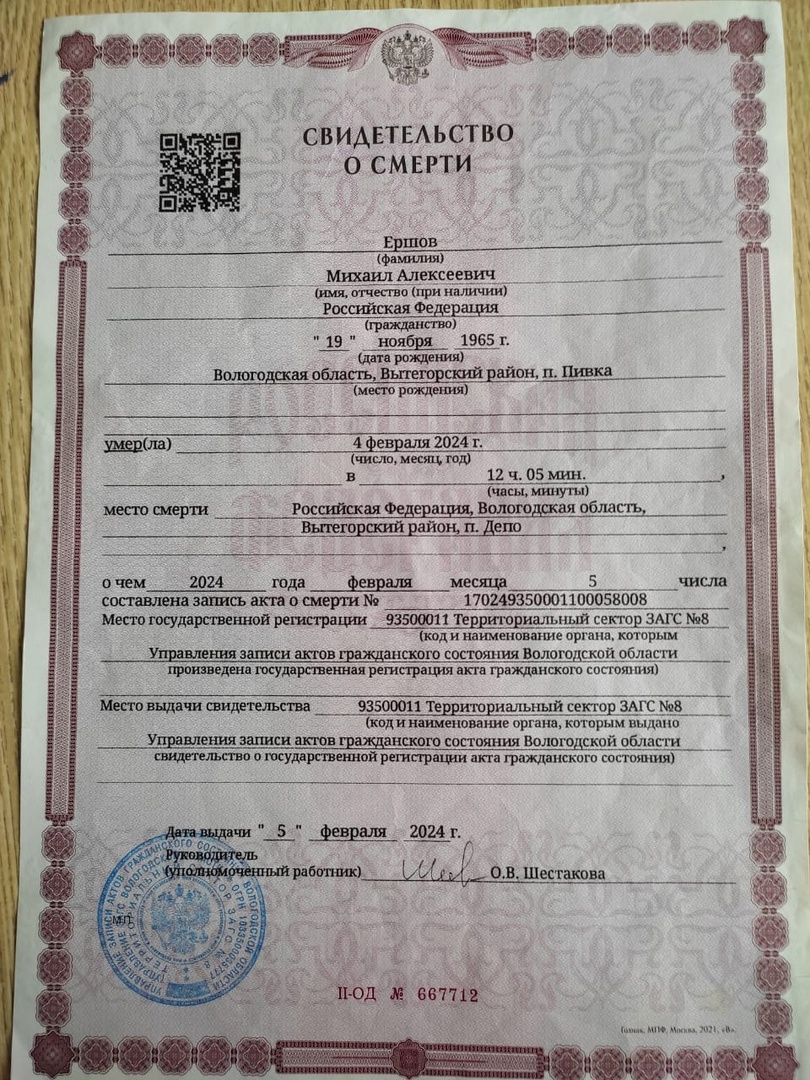 СВИДЕТЕЛЬСТВО
О СМЕРТИ
Ершов
(фамилия)
Михаил Алексеевич
(имя, отчество (при наличии)
Российская Федерация
(гражданство)
" 19 " ноября 1965 г.
(дата рождения)
Вологодская область, Вытегорский район, п. Пивка
(место рождения)
умер(ла) 4 февраля 2024 г.
(число, месяц, год)
в 12 ч. 05 мин. ,
(часы, минуты)
место смерти Российская Федерация, Вологодская область,
Вытегорский район, п. Депо
,
о чем 2024 года февраля месяца 5 числа
составлена запись акта о смерти № 170249350001100058008
Место государственной регистрации 93500011 Территориальный сектор ЗАГС №8
(код и наименование органа, которым
Управления записи актов гражданского состояния Вологодской области
произведена государственная регистрация акта гражданского состояния)
Место выдачи свидетельства 93500011 Территориальный сектор ЗАГС №8
(код и наименование органа, которым выдано
Управления записи актов гражданского состояния Вологодской области
свидетельство о государственной регистрации акта гражданского состояния)
Дата выдачи " 5 " февраля 2024 г.
Руководитель
(уполномоченный работник) О.В. Шестакова
М.П.
II-ОД № 667712
Гознак, МПФ, Москва, 2021, «В».